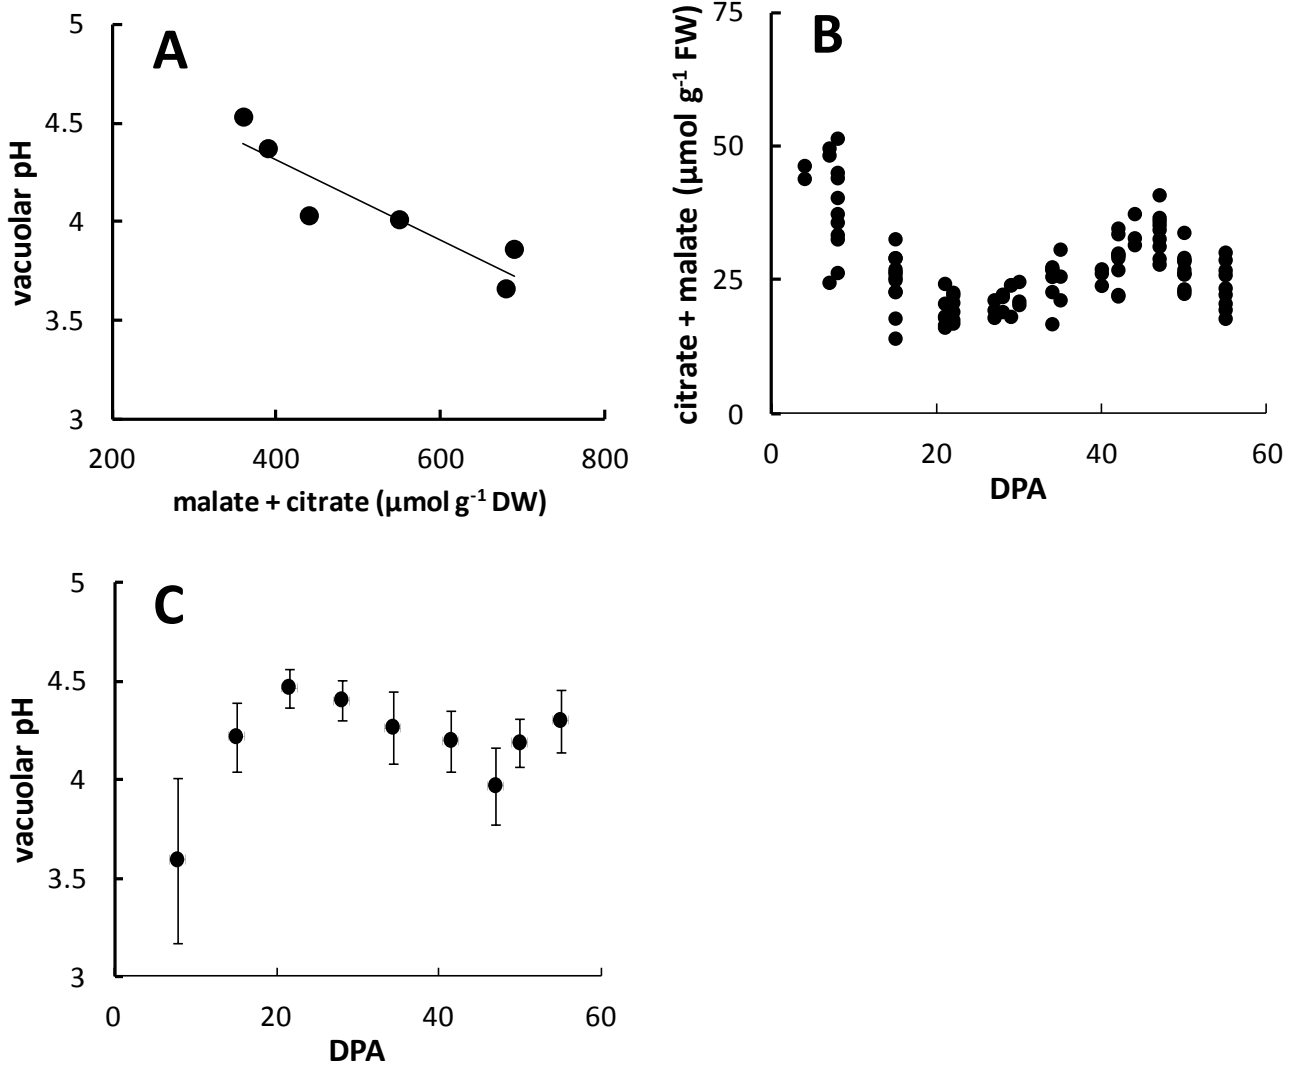 A
vacuolar pH
5
4.5
4
3.5
3
200 400 600 800
malate + citrate (µmol g⁻¹ DW)
B
citrate + malate (µmol g⁻¹ FW)
75
50
25
0
0 20 40 60
DPA
C
vacuolar pH
5
4.5
4
3.5
3
0 20 40 60
DPA